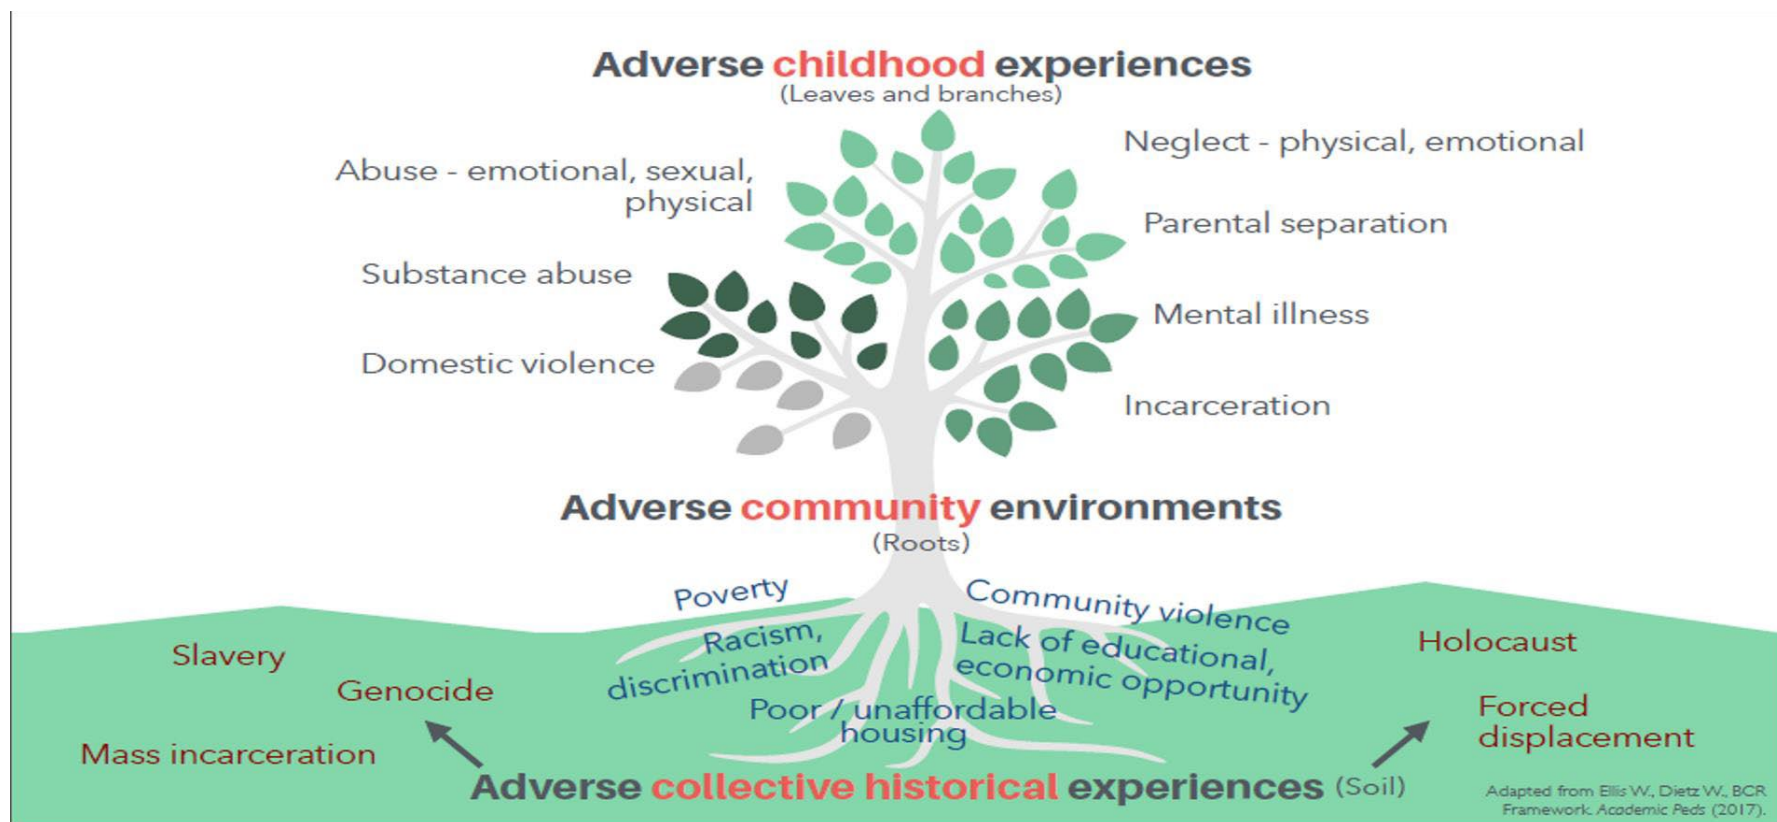 Adverse childhood experiences
(Leaves and branches)
Abuse - emotional, sexual,
physical
Substance abuse
Domestic violence
Neglect - physical, emotional
Parental separation
Mental illness
Incarceration
Adverse community environments
(Roots)
Poverty
Racism,
discrimination
Poor / unaffordable
housing
Community violence
Lack of educational,
economic opportunity
Slavery
Genocide
Mass incarceration
Holocaust
Forced
displacement
Adverse collective historical experiences (Soil)
Adapted from Ellis W., Dietz W., BCR
Framework. Academic Peds (2017).